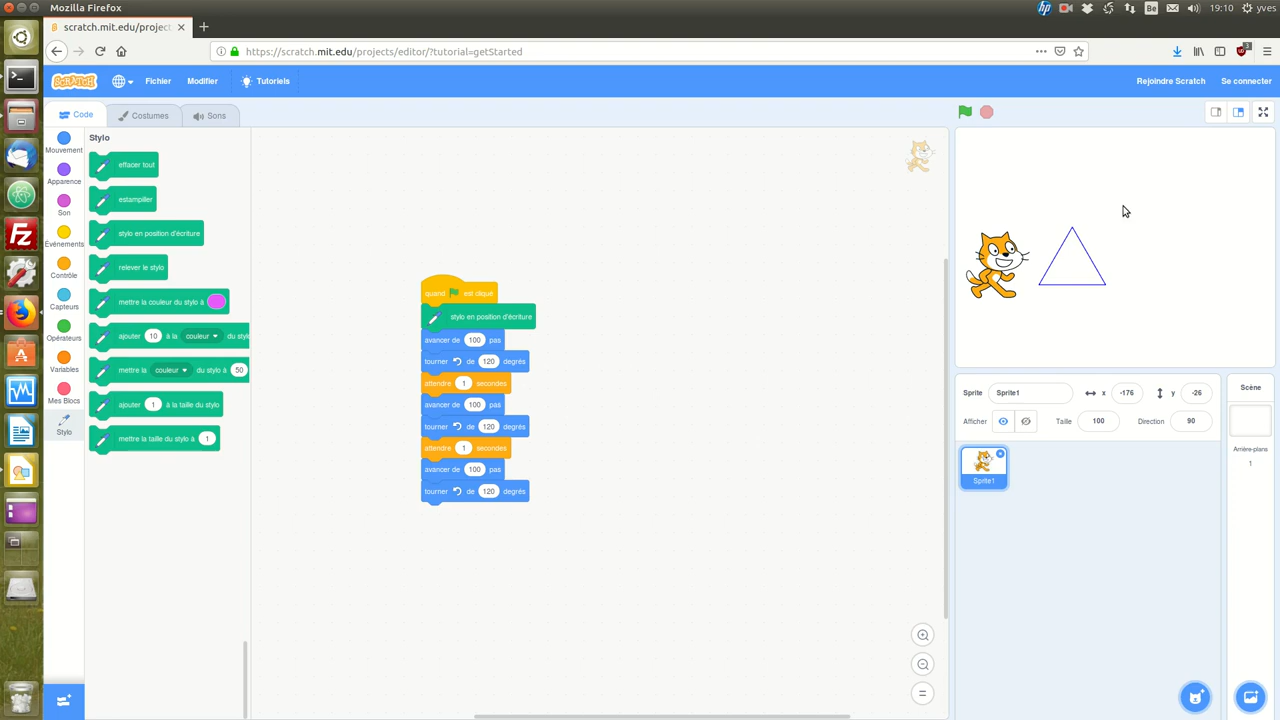 Mozilla Firefox
Be
19:10
yves
scratch.mit.edu/project
https://scratch.mit.edu/projects/editor/?tutorial=getStarted
3
SCRATCH
Fichier
Modifier
Tutoriels
Rejoindre Scratch
Se connecter
Code
Costumes
Sons
Mouvement
Apparence
Son
Événements
Contrôle
Capteurs
Opérateurs
Variables
Mes Blocs
Stylo
Stylo
effacer tout
estampiller
stylo en position d'écriture
relever le stylo
mettre la couleur du stylo à
ajouter 10 à la couleur du stylo
mettre la couleur du stylo à 50
ajouter 1 à la taille du stylo
mettre la taille du stylo à 1
quand est cliqué
stylo en position d'écriture
avancer de 100 pas
tourner de 120 degrés
attendre 1 secondes
avancer de 100 pas
tourner de 120 degrés
attendre 1 secondes
avancer de 100 pas
tourner de 120 degrés
Sprite Sprite1 x -176 y -26
Afficher Taille 100 Direction 90
Sprite1
Scène
Arrière-plans
1